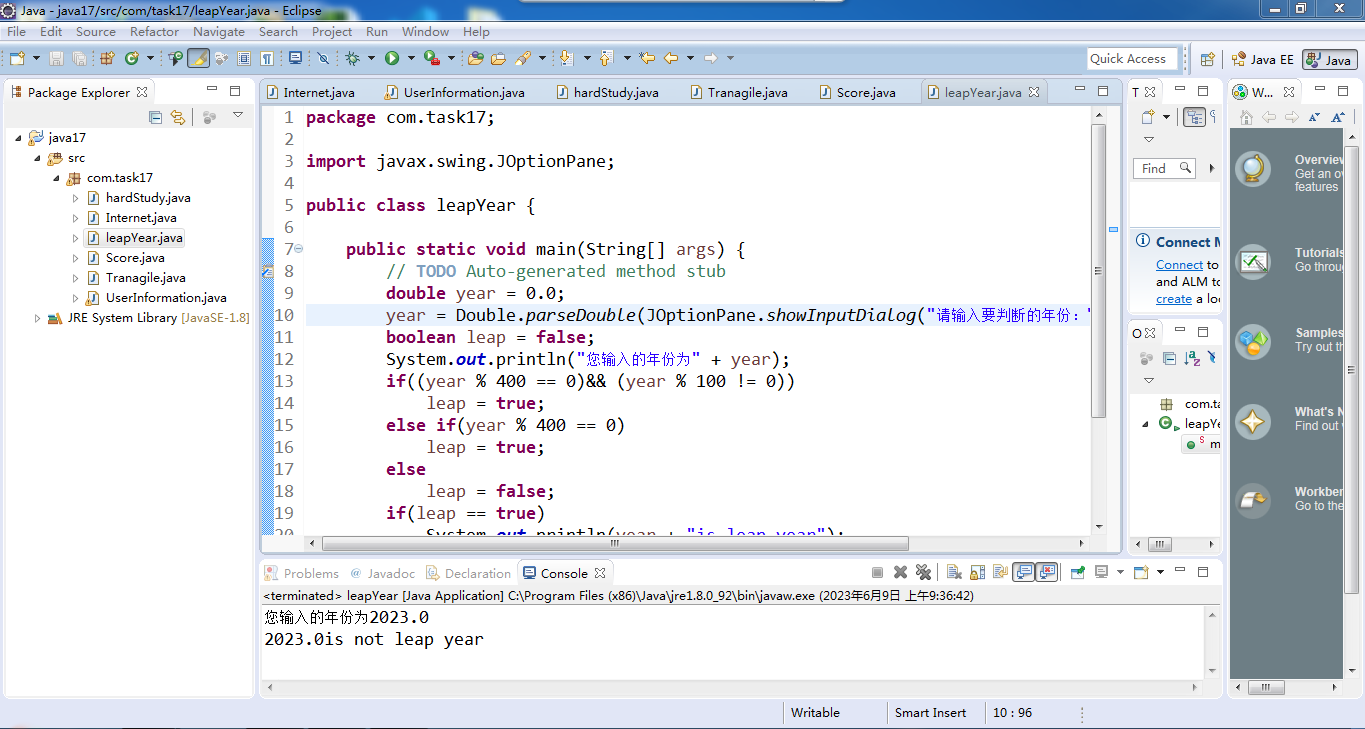 Java - java17/src/com/task17/leapYear.java - Eclipse
File Edit Source Refactor Navigate Search Project Run Window Help
Quick Access
Java EE
Java
Package Explorer
java17
src
com.task17
hardStudy.java
Internet.java
leapYear.java
Score.java
Tranagile.java
UserInformation.java
JRE System Library [JavaSE-1.8]
Internet.java UserInformation.java hardStudy.java Tranagile.java Score.java leapYear.java
1 package com.task17;
2
3 import javax.swing.JOptionPane;
4
5 public class leapYear {
6
7 public static void main(String[] args) {
8 // TODO Auto-generated method stub
9 double year = 0.0;
10 year = Double.parseDouble(JOptionPane.showInputDialog("请输入要判断的年份："
11 boolean leap = false;
12 System.out.println("您输入的年份为" + year);
13 if((year % 400 == 0)&& (year % 100 != 0))
14 leap = true;
15 else if(year % 400 == 0)
16 leap = true;
17 else
18 leap = false;
19 if(leap == true)
20 System.out.println(year + "is leap year");
T
Find
Connect M
Connect to
and ALM to
create a loc
O
com.ta
leapYe
m
W...
Overview
Get an ov
features
Tutorials
Go throu
Samples
Try out th
What's N
Find out
Workben
Go to the
Problems @ Javadoc Declaration Console
<terminated> leapYear [Java Application] C:\Program Files (x86)\Java\jre1.8.0_92\bin\javaw.exe (2023年6月9日 上午9:36:42)
您输入的年份为2023.0
2023.0is not leap year
Writable Smart Insert 10 : 96